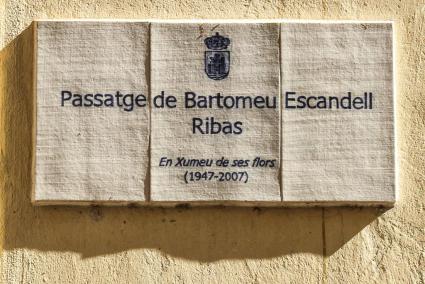 Passatge de Bartomeu Escandell
Ribas
En Xumeu de ses flors
(1947-2007)